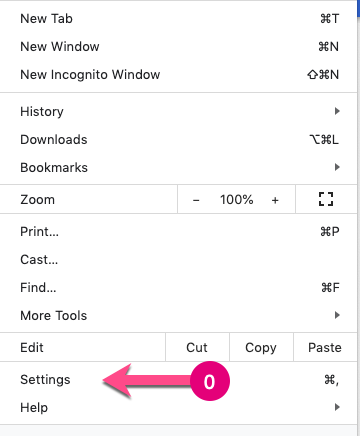 New Tab ⌘T
New Window ⌘N
New Incognito Window ⇧⌘N
History
Downloads ⌥⌘L
Bookmarks
Zoom − 100% +
Print... ⌘P
Cast...
Find... ⌘F
More Tools
Edit Cut Copy Paste
Settings 0 ⌘,
Help